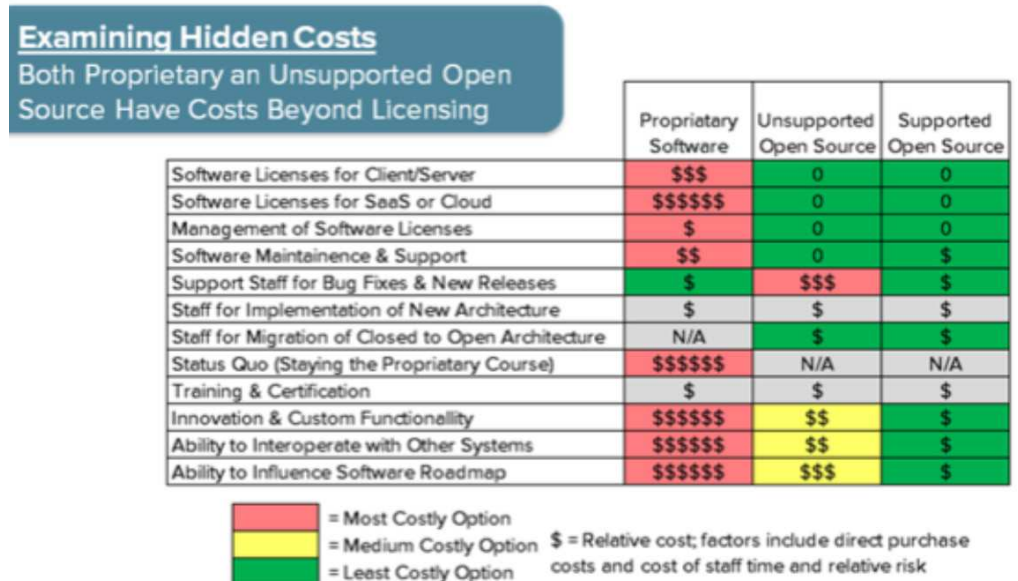 Examining Hidden Costs
Both Proprietary an Unsupported Open
Source Have Costs Beyond Licensing
Propriatary Software Unsupported Open Source Supported Open Source
Software Licenses for Client/Server $$$ 0 0
Software Licenses for SaaS or Cloud $$$$$$ 0 0
Management of Software Licenses $ 0 0
Software Maintainence & Support $$ 0 $
Support Staff for Bug Fixes & New Releases $ $$$ $
Staff for Implementation of New Architecture $ $ $
Staff for Migration of Closed to Open Architecture N/A $ $
Status Quo (Staying the Propriatary Course) $$$$$$ N/A N/A
Training & Certification $ $ $
Innovation & Custom Functionallity $$$$$$ $$ $
Ability to Interoperate with Other Systems $$$$$$ $$ $
Ability to Influence Software Roadmap $$$$$$ $$$ $
= Most Costly Option
= Medium Costly Option
= Least Costly Option
$ = Relative cost; factors include direct purchase
costs and cost of staff time and relative risk